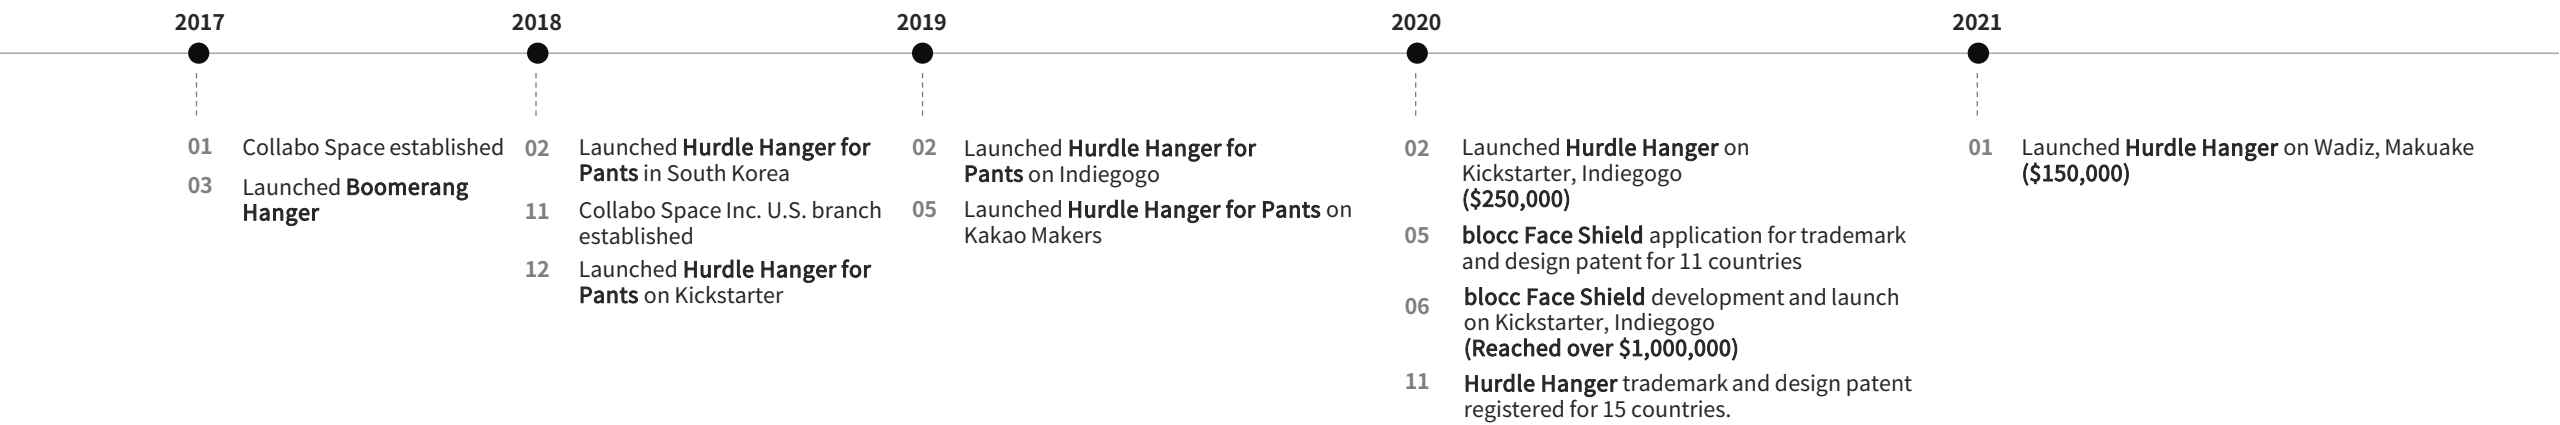 2017
01 Collabo Space established
03 Launched Boomerang
Hanger
2018
02 Launched Hurdle Hanger for
Pants in South Korea
11 Collabo Space Inc. U.S. branch
established
12 Launched Hurdle Hanger for
Pants on Kickstarter
2019
02 Launched Hurdle Hanger for
Pants on Indiegogo
05 Launched Hurdle Hanger for Pants on
Kakao Makers
2020
02 Launched Hurdle Hanger on
Kickstarter, Indiegogo
($250,000)
05 blocc Face Shield application for trademark
and design patent for 11 countries
06 blocc Face Shield development and launch
on Kickstarter, Indiegogo
(Reached over $1,000,000)
11 Hurdle Hanger trademark and design patent
registered for 15 countries.
2021
01 Launched Hurdle Hanger on Wadiz, Makuake
($150,000)